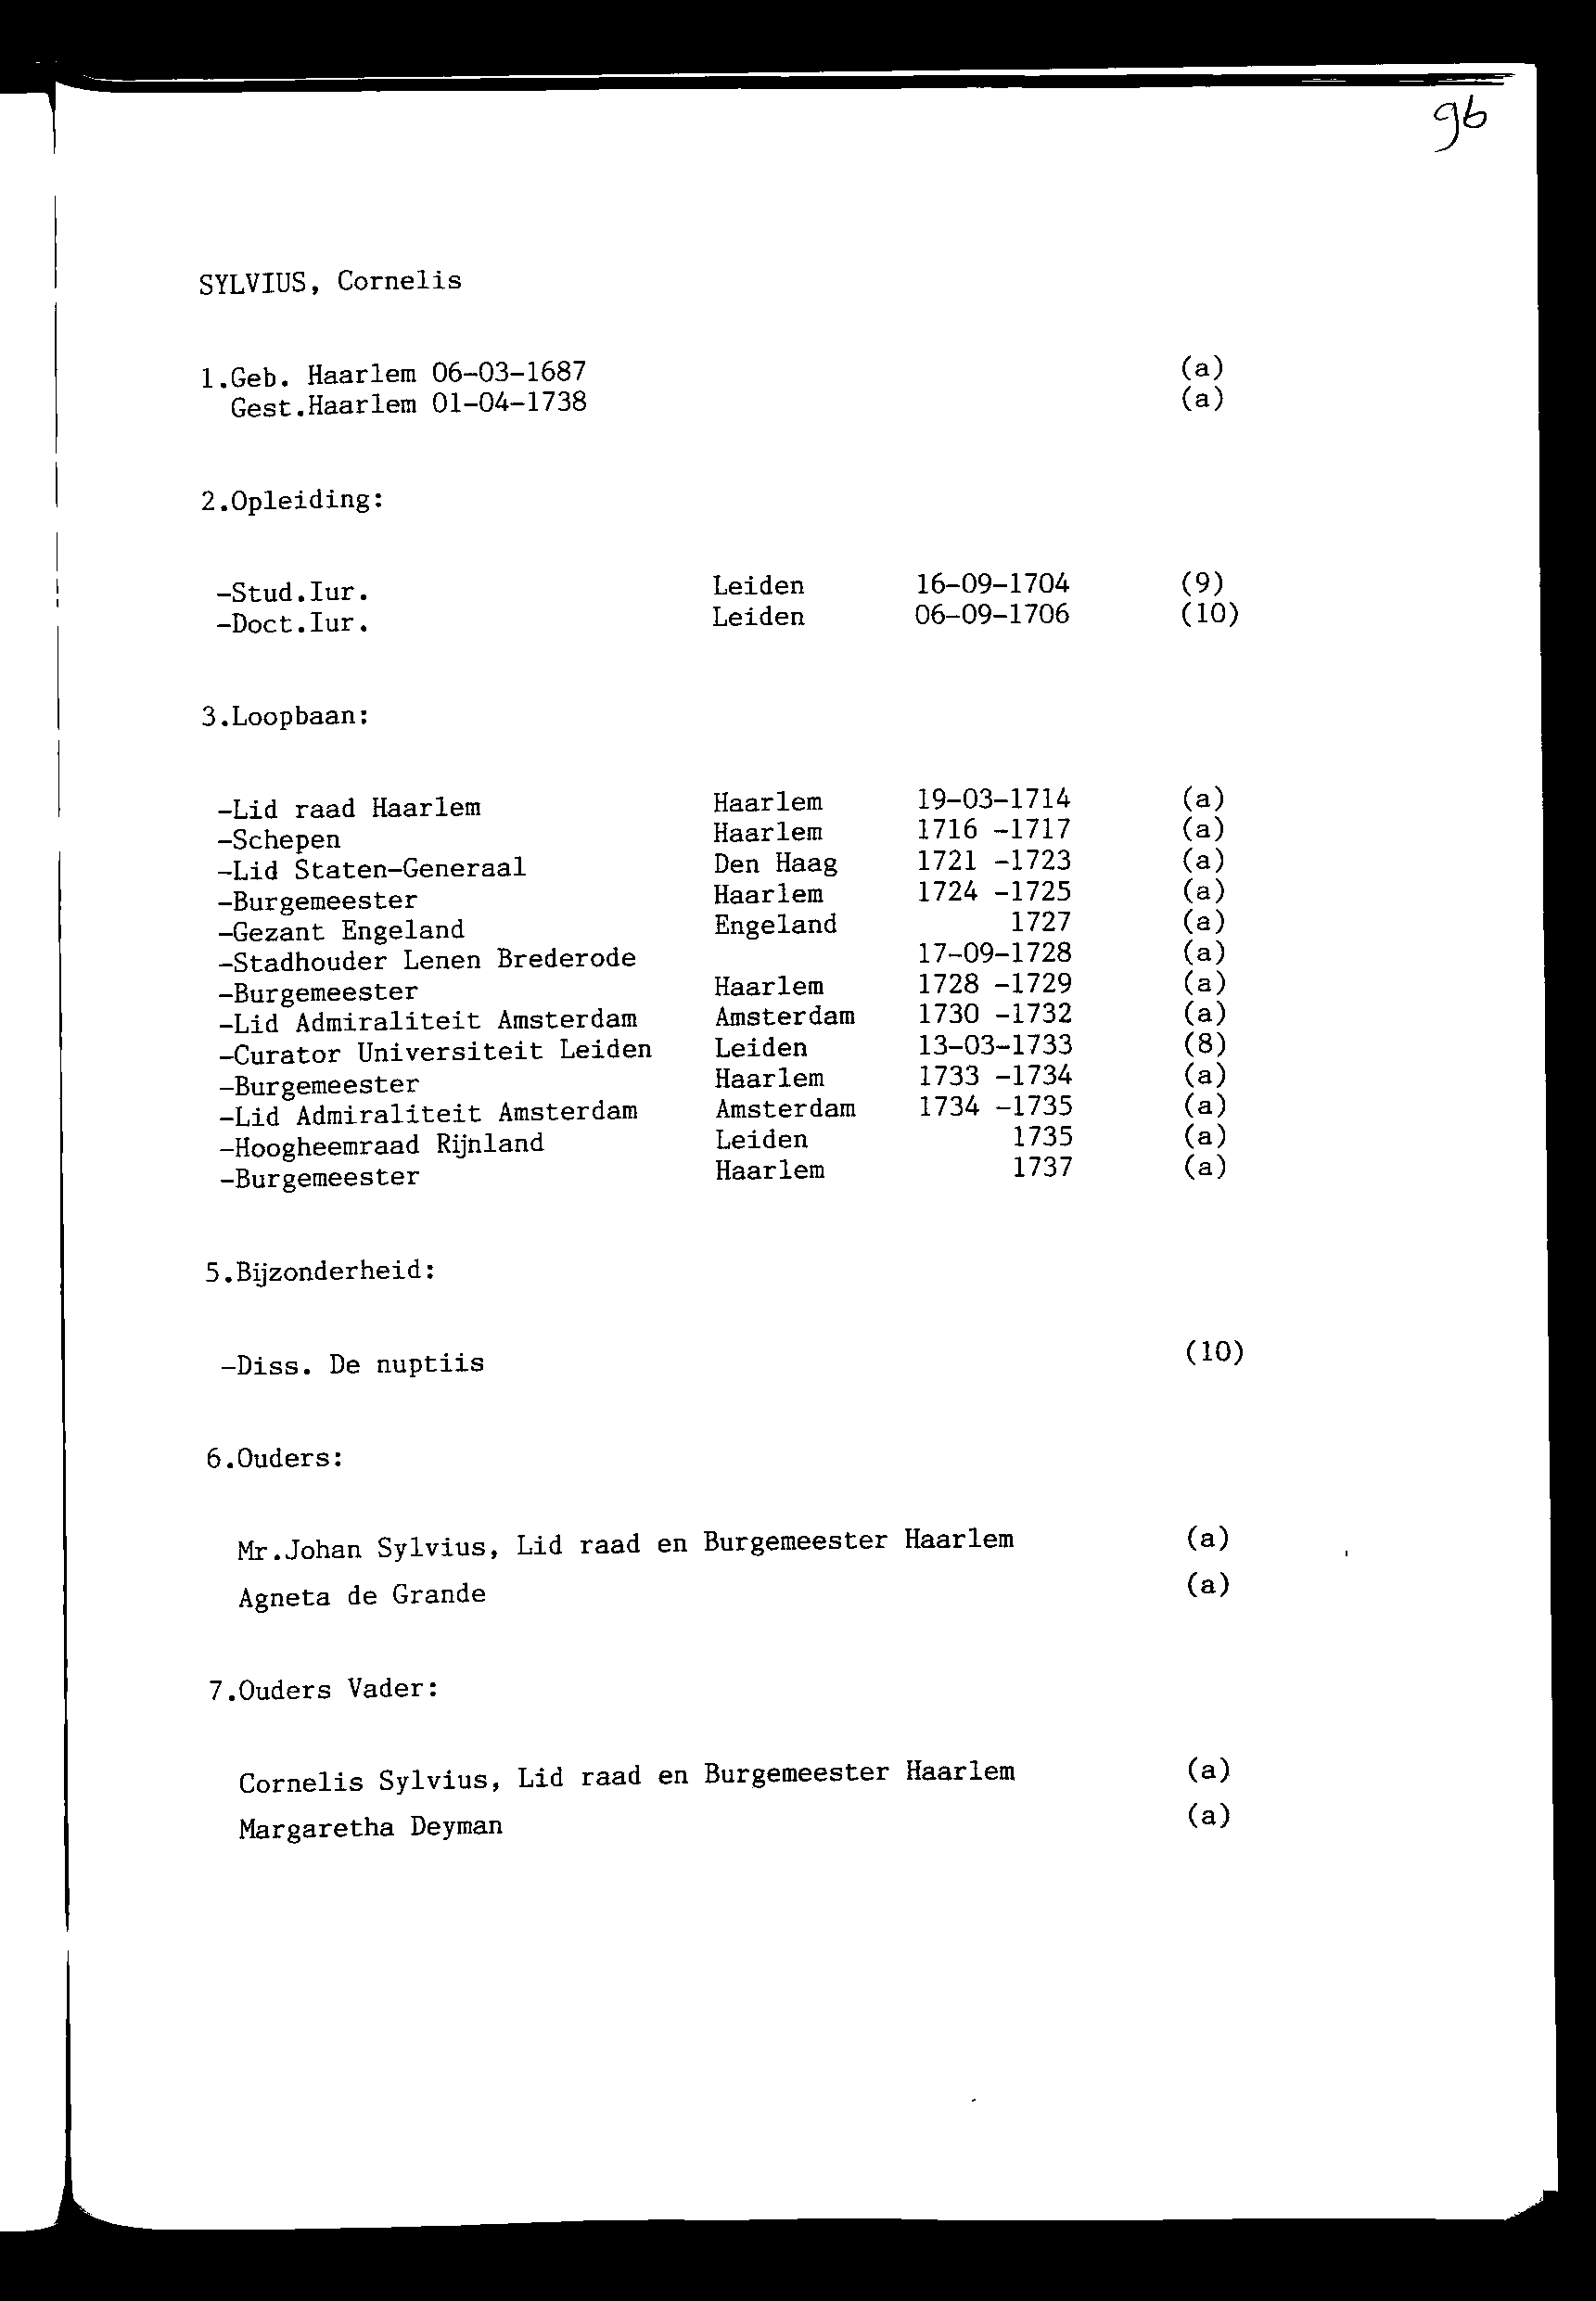 96
SYLVIUS, Cornelis
1.Geb. Haarlem 06-03-1687 (a)
Gest.Haarlem 01-04-1738 (a)
2.Opleiding:
-Stud.Iur. Leiden 16-09-1704 (9)
-Doct.Iur. Leiden 06-09-1706 (10)
3.Loopbaan:
-Lid raad Haarlem Haarlem 19-03-1714 (a)
-Schepen Haarlem 1716 -1717 (a)
-Lid Staten-Generaal Den Haag 1721 -1723 (a)
-Burgemeester Haarlem 1724 -1725 (a)
-Gezant Engeland Engeland 1727 (a)
-Stadhouder Lenen Brederode 17-09-1728 (a)
-Burgemeester Haarlem 1728 -1729 (a)
-Lid Admiraliteit Amsterdam Amsterdam 1730 -1732 (a)
-Curator Universiteit Leiden Leiden 13-03-1733 (8)
-Burgemeester Haarlem 1733 -1734 (a)
-Lid Admiraliteit Amsterdam Amsterdam 1734 -1735 (a)
-Hoogheemraad Rijnland Leiden 1735 (a)
-Burgemeester Haarlem 1737 (a)
5.Bijzonderheid:
-Diss. De nuptiis (10)
6.Ouders:
Mr.Johan Sylvius, Lid raad en Burgemeester Haarlem (a)
Agneta de Grande (a)
7.Ouders Vader:
Cornelis Sylvius, Lid raad en Burgemeester Haarlem (a)
Margaretha Deyman (a)